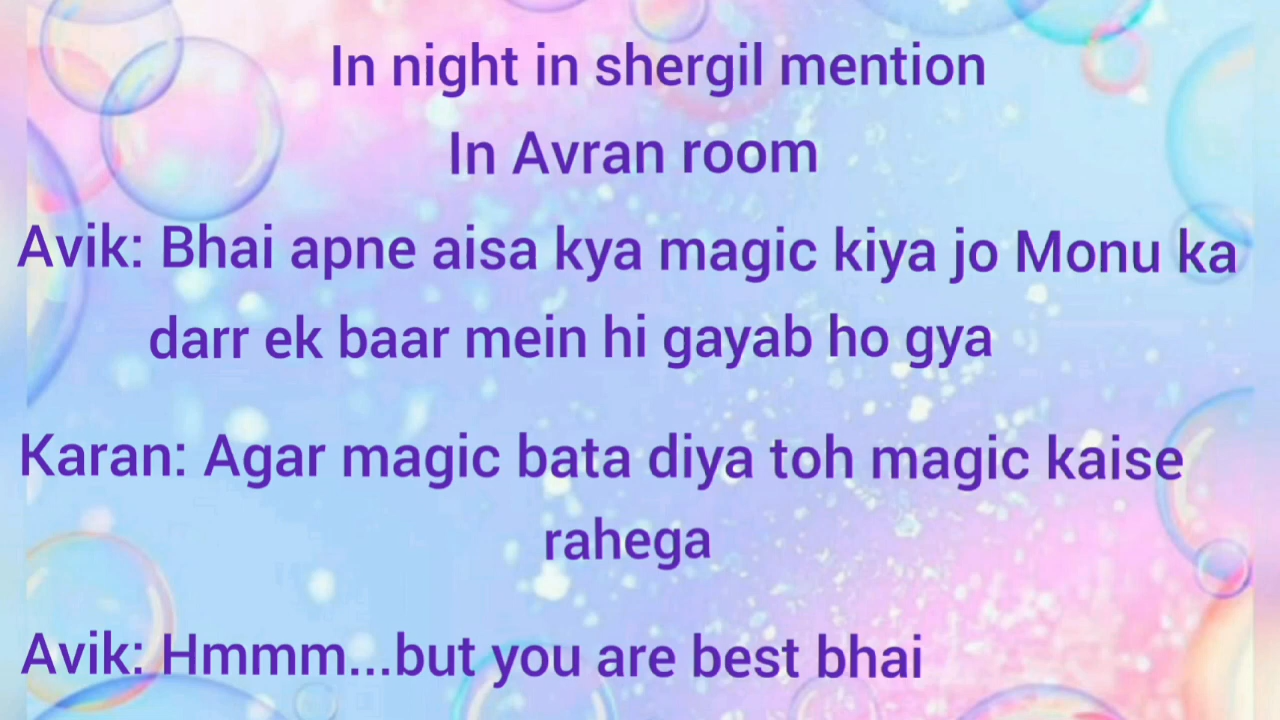 In night in shergil mention
In Avran room
Avik: Bhai apne aisa kya magic kiya jo Monu ka
darr ek baar mein hi gayab ho gya
Karan: Agar magic bata diya toh magic kaise
rahega
Avik: Hmmm...but you are best bhai